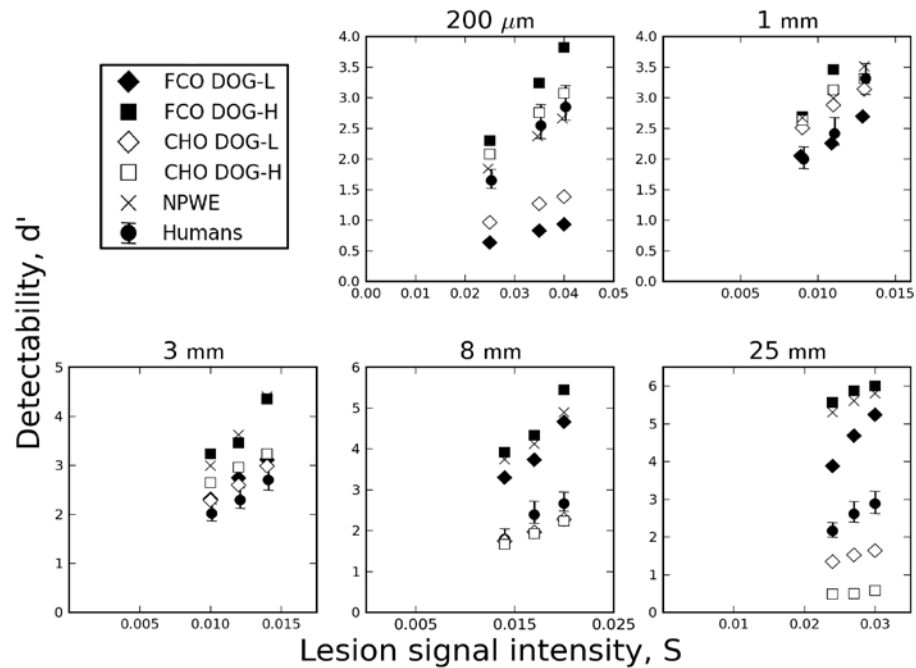 200 μm
1 mm
FCO DOG-L
FCO DOG-H
CHO DOG-L
CHO DOG-H
NPWE
Humans
4.0
3.5
3.0
2.5
2.0
1.5
1.0
0.5
0.0
0.00 0.01 0.02 0.03 0.04 0.05
4.0
3.5
3.0
2.5
2.0
1.5
1.0
0.5
0.0
0.005 0.010 0.015
Detectability, d'
3 mm
8 mm
25 mm
5
4
3
2
1
0
0.005 0.010 0.015
6
5
4
3
2
1
0
0.005 0.015 0.025
6
5
4
3
2
1
0
0.01 0.02 0.03
Lesion signal intensity, S